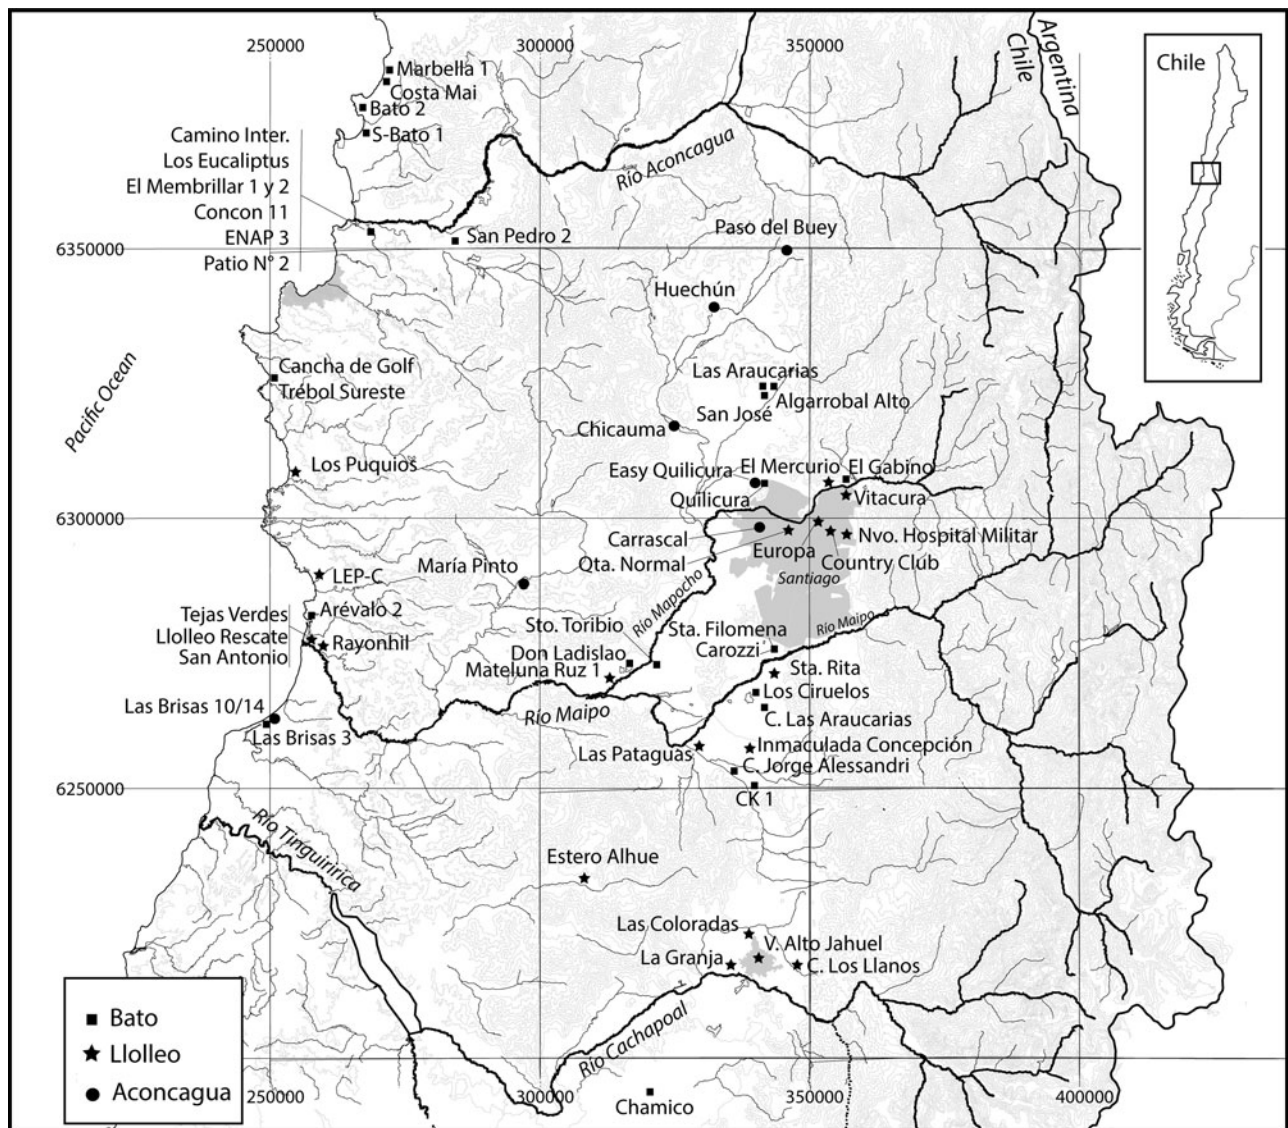 250000
300000
350000
Chile
Argentina
Chile
Marbella 1
Costa Mai
Bato 2
S-Bato 1
Camino Inter.
Los Eucaliptus
El Membrillar 1 y 2
Concon 11
ENAP 3
Patio N° 2
Río Aconcagua
San Pedro 2
Paso del Buey
6350000
Huechún
Pacific Ocean
Cancha de Golf
Trébol Sureste
Las Araucarias
San José
Algarrobal Alto
Chicauma
Los Puquios
Easy Quilicura
El Mercurio
El Gabino
Quilicura
Vitacura
6300000
Carrascal
Nvo. Hospital Militar
Qta. Normal
Europa
Country Club
Santiago
María Pinto
LEP-C
Río Mapocho
Tejas Verdes
Arévalo 2
Llolleo Rescate
Rayonhil
San Antonio
Sto. Toribio
Sta. Filomena
Río Maipo
Don Ladislao
Carozzi
Mateluna Ruz 1
Sta. Rita
Los Ciruelos
Las Brisas 10/14
Río Maipo
C. Las Araucarias
Las Brisas 3
Las Pataguas
Inmaculada Concepción
C. Jorge Alessandri
6250000
CK 1
Río Tinguiririca
Estero Alhue
Las Coloradas
V. Alto Jahuel
La Granja
C. Los Llanos
Río Cachapoal
Bato
Llolleo
Aconcagua
250000
300000
350000
400000
Chamico